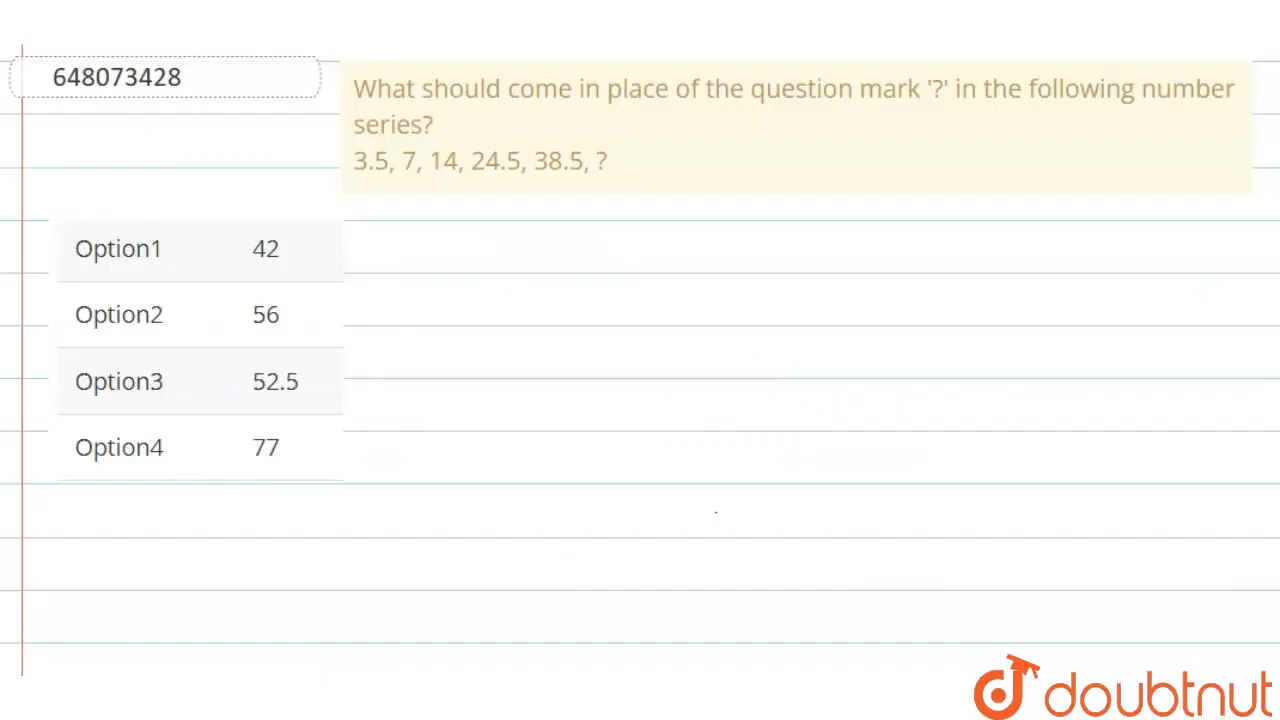 648073428
What should come in place of the question mark '?' in the following number
series?
3.5, 7, 14, 24.5, 38.5, ?
Option1 42
Option2 56
Option3 52.5
Option4 77
doubtnut